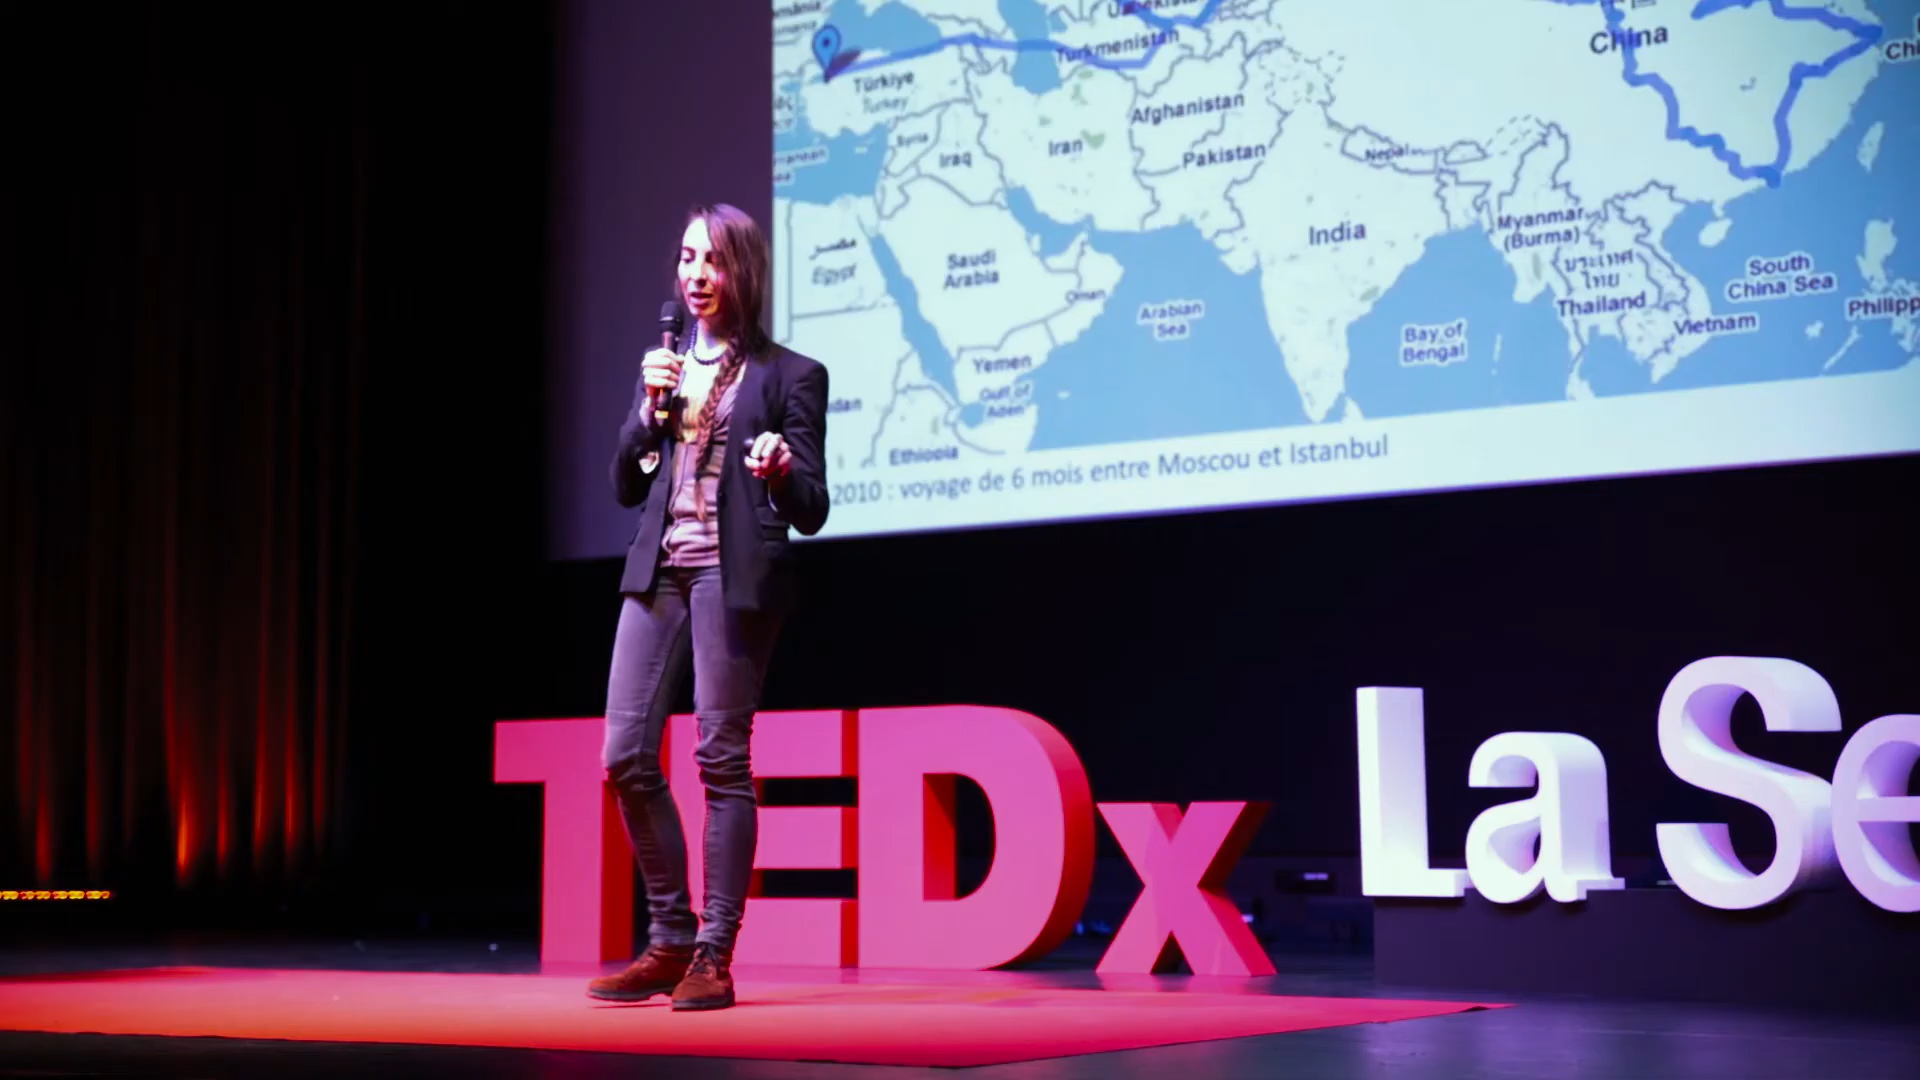 Türkiye
Turkey
Turkmenistan
China
Afghanistan
Syria
Iraq
Iran
Pakistan
Nepal
Egypt
Saudi
Arabia
Oman
India
Myanmar
(Burma)
ประเทศ
ไทย
Thailand
South
China Sea
Vietnam
Philipp
Arabian
Sea
Bay of
Bengal
Yemen
Gulf of
Aden
Ethiopia
2010 : voyage de 6 mois entre Moscou et Istanbul
TEDx
La Se